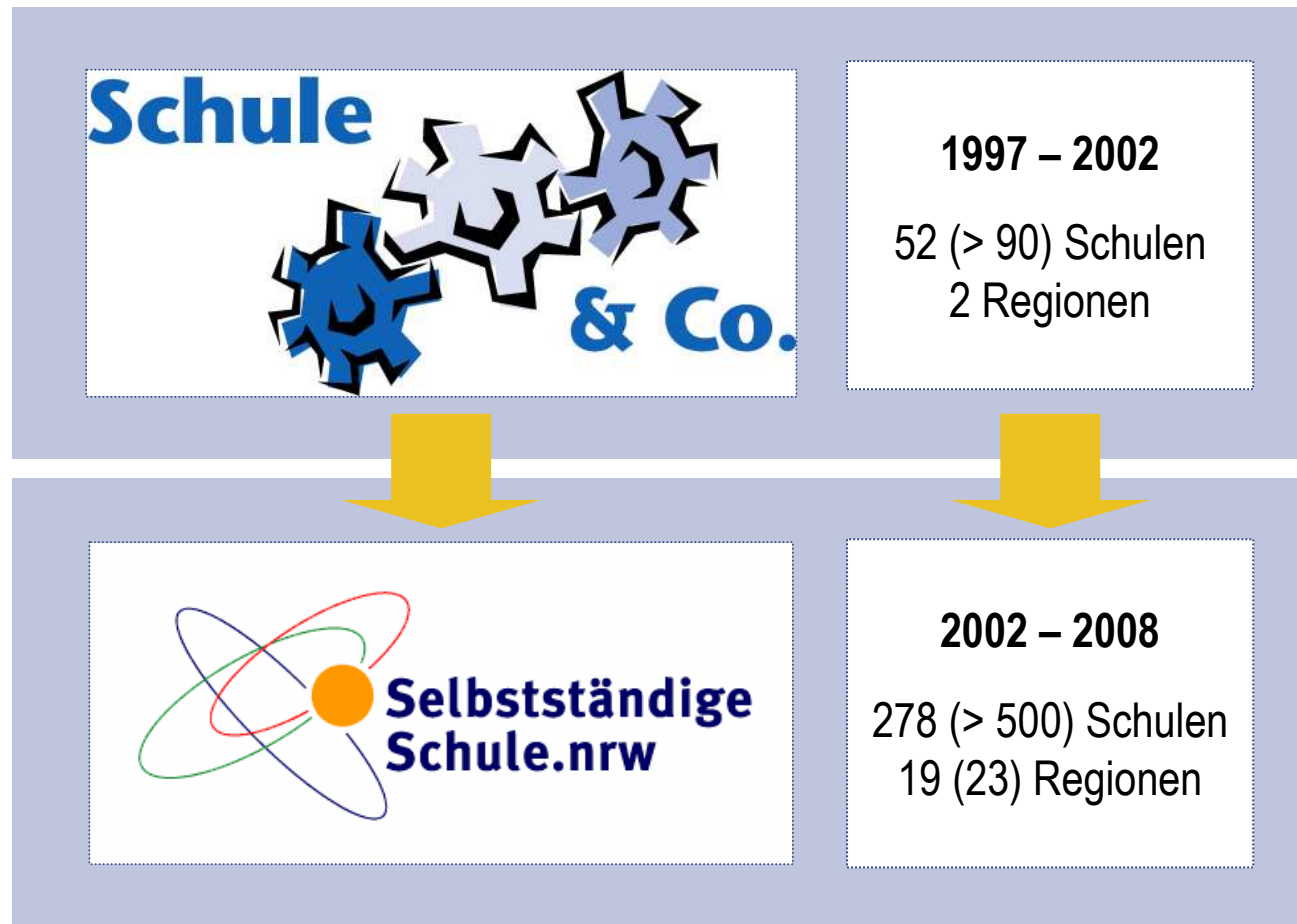 Schule
& Co.
1997 – 2002
52 (> 90) Schulen
2 Regionen
Selbstständige
Schule.nrw
2002 – 2008
278 (> 500) Schulen
19 (23) Regionen